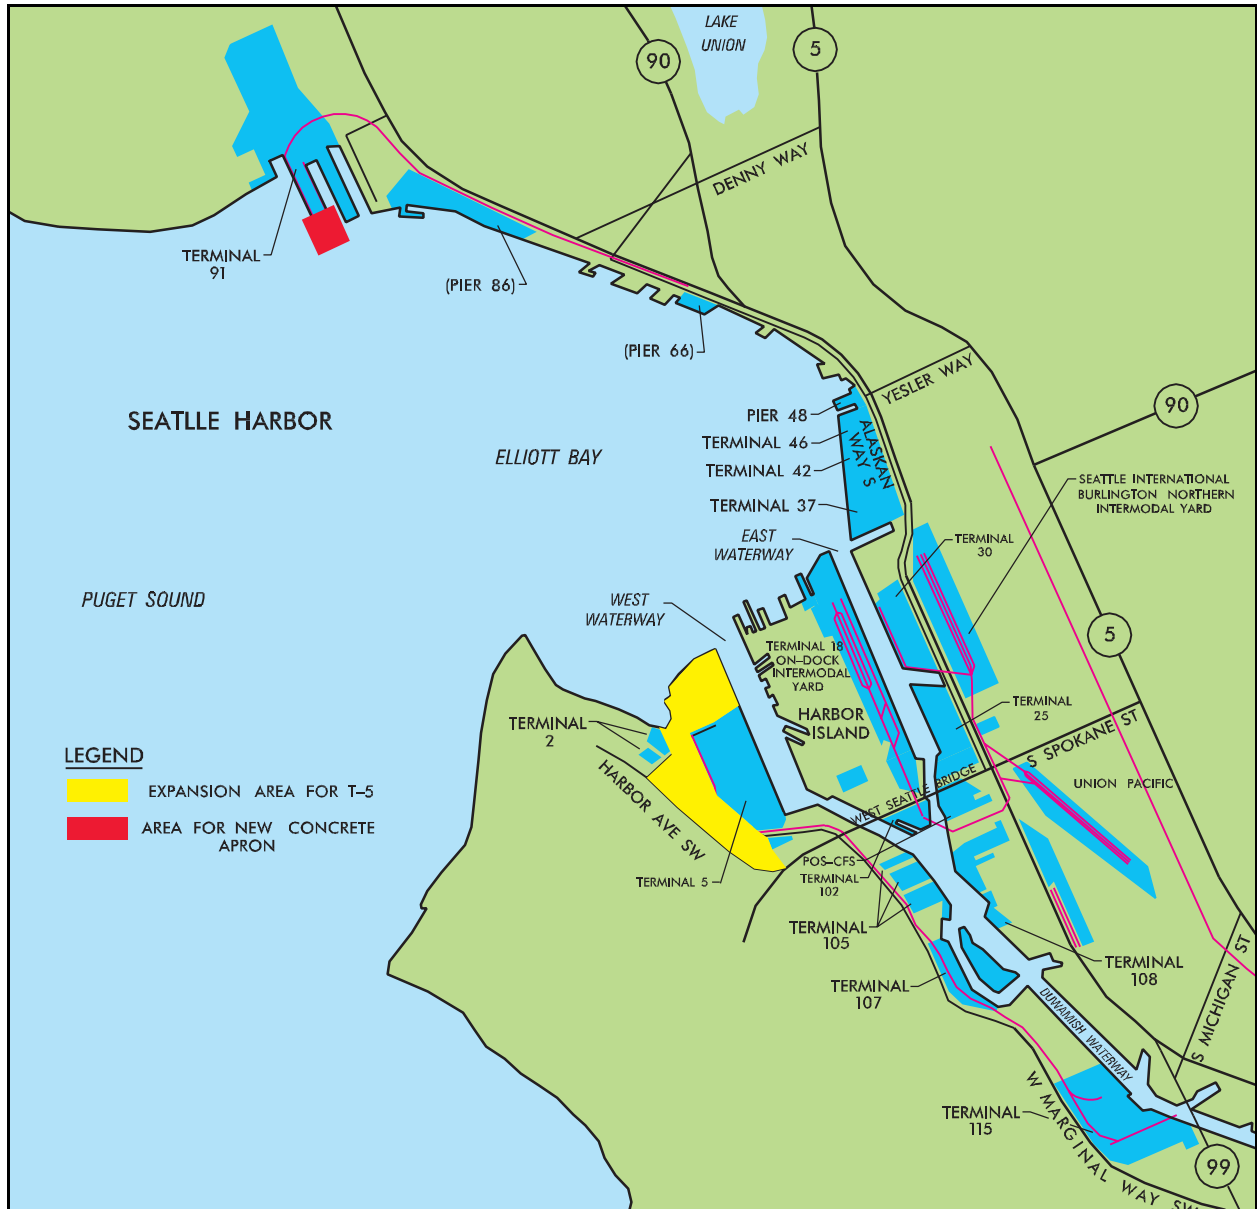 LAKE
UNION
90
5
DENNY WAY
TERMINAL
91
(PIER 86)
(PIER 66)
YESLER WAY
90
SEATLLE HARBOR
ELLIOTT BAY
PIER 48
TERMINAL 46
TERMINAL 42
TERMINAL 37
ALASKAN
WAY S
SEATTLE INTERNATIONAL
BURLINGTON NORTHERN
INTERMODAL YARD
EAST
WATERWAY
TERMINAL
30
PUGET SOUND
WEST
WATERWAY
5
TERMINAL 18
ON-DOCK
INTERMODAL
YARD
HARBOR
ISLAND
TERMINAL
25
TERMINAL
2
S SPOKANE ST
LEGEND
EXPANSION AREA FOR T-5
AREA FOR NEW CONCRETE
APRON
HARBOR AVE SW
WEST SEATTLE BRIDGE
UNION PACIFIC
TERMINAL 5
POS-CFS
TERMINAL
102
TERMINAL
105
TERMINAL
107
TERMINAL
108
DUWAMISH WATERWAY
S MICHIGAN ST
TERMINAL
115
W MARGINAL WAY SW
99